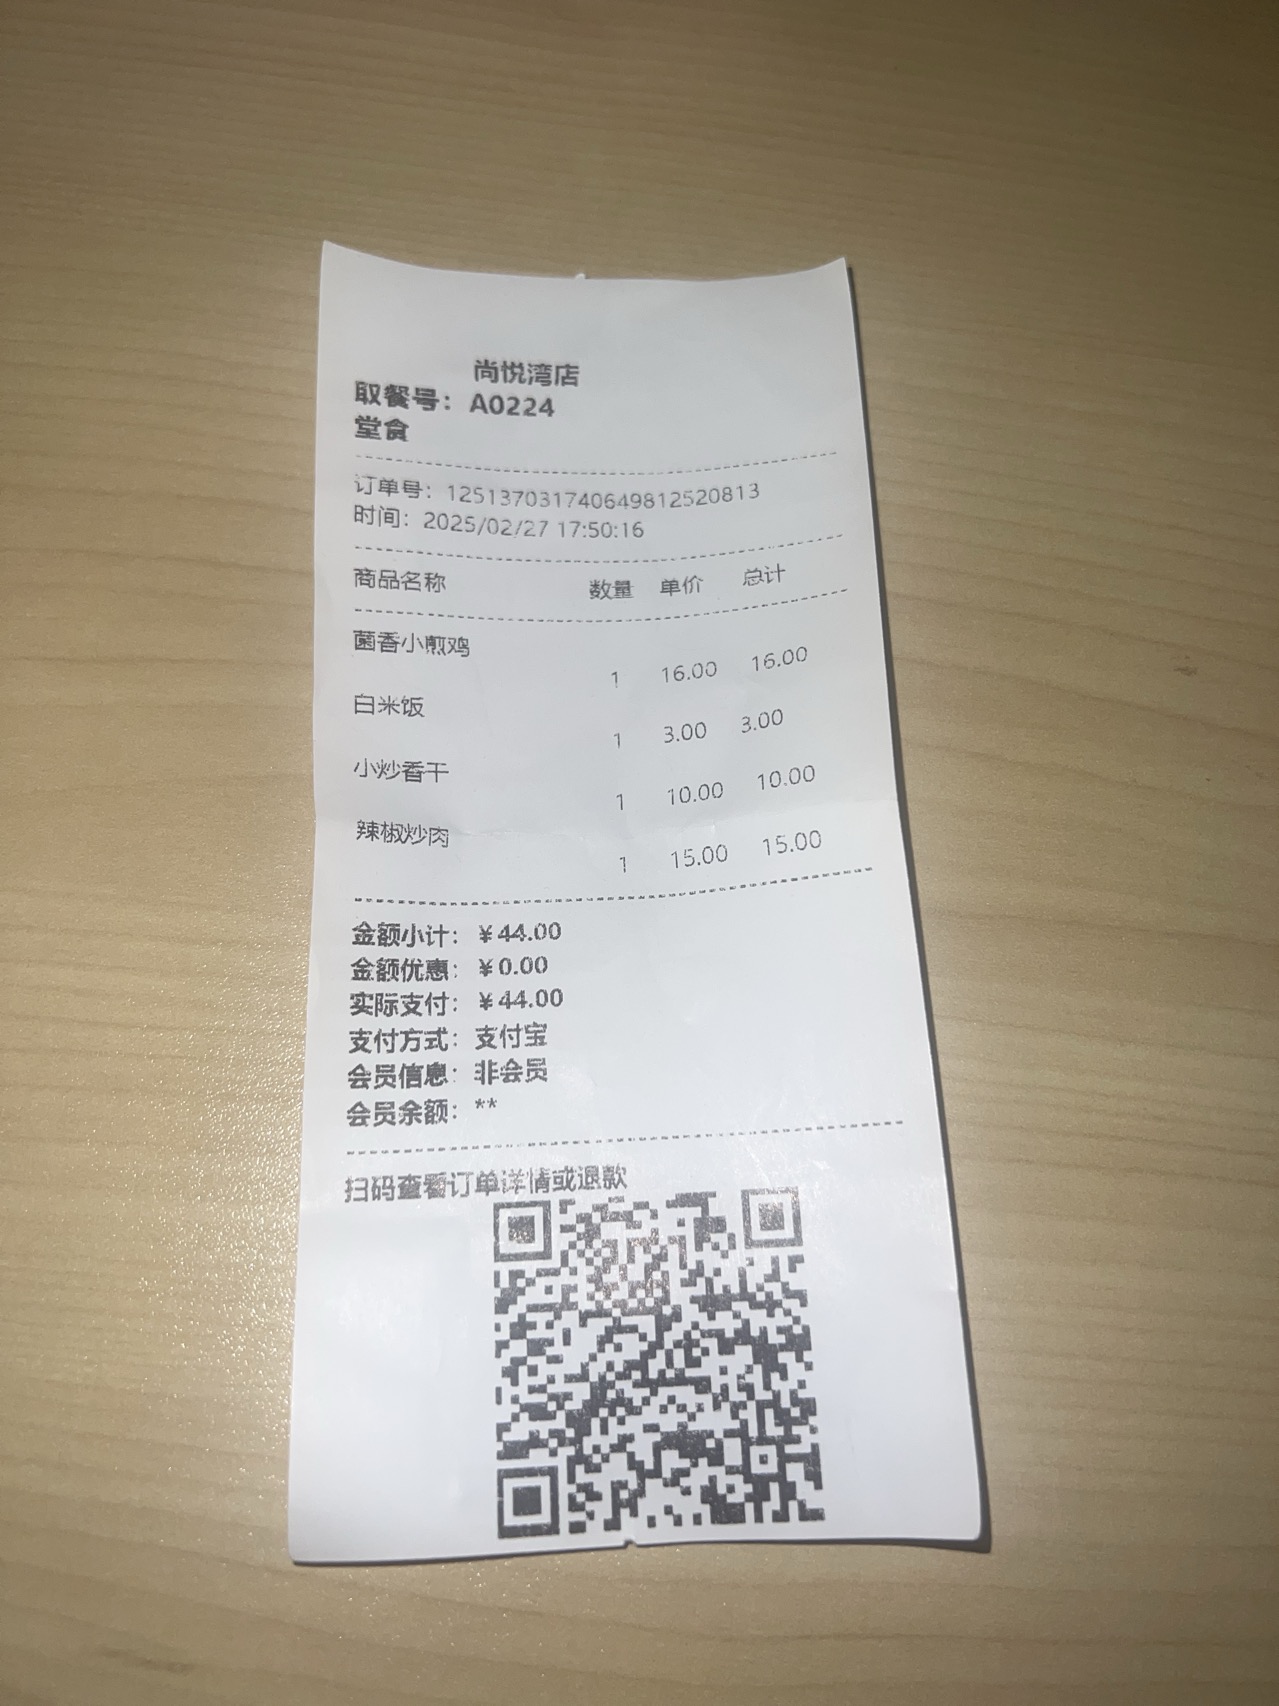 尚悦湾店
取餐号：A0224
堂食
订单号：12513703174064981252​0813
时间：2025/02/27 17:50:16
商品名称 数量 单价 总计
菌香小煎鸡
1 16.00 16.00
白米饭
1 3.00 3.00
小炒香干
1 10.00 10.00
辣椒炒肉
1 15.00 15.00
金额小计：￥44.00
金额优惠：￥0.00
实际支付：￥44.00
支付方式：支付宝
会员信息：非会员
会员余额：**
扫码查看订单详情或退款